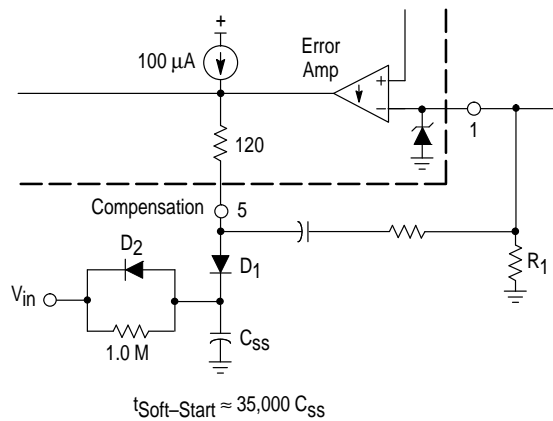 +
100 µA
Error
Amp
+
−
1
120
Compensation
5
D2
D1
Vin
R1
1.0 M
Css
tSoft–Start ≈ 35,000 Css